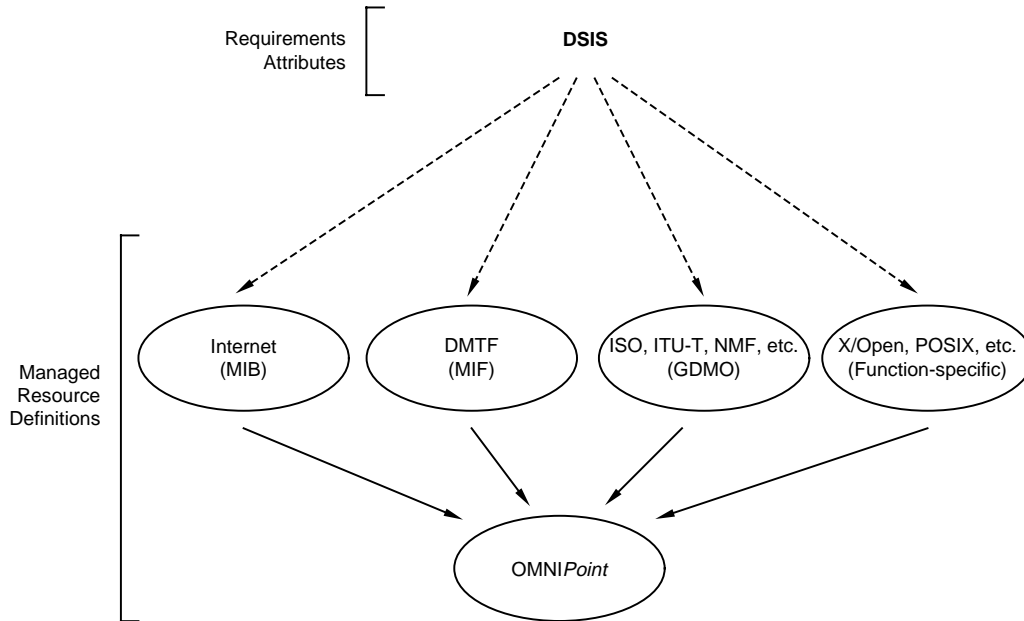 Requirements
Attributes
DSIS
Internet
(MIB)
DMTF
(MIF)
ISO, ITU-T, NMF, etc.
(GDMO)
X/Open, POSIX, etc.
(Function-specific)
Managed
Resource
Definitions
OMNIPoint